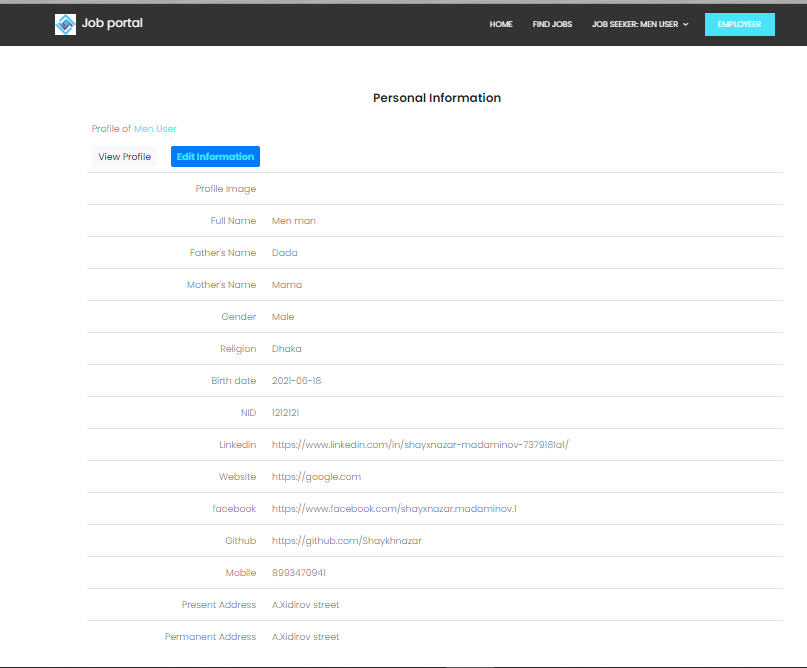 Job portal HOME FIND JOBS JOB SEEKER: MEN USER EMPLOYEER
Personal Information
Profile of Men User
View Profile Edit Information
Profile Image
Full Name Men man
Father's Name Dada
Mother's Name Mama
Gender Male
Religion Dhaka
Birth date 2021-06-18
NID 1212121
Linkedin https://www.linkedin.com/in/shayxnazar-madaminov-7379181a1/
Website https://google.com
facebook https://www.facebook.com/shayxnazar.madaminov.1
Github https://github.com/Shaykhnazar
Mobile 8993470941
Present Address A.Xidirov street
Permanent Address A.Xidirov street